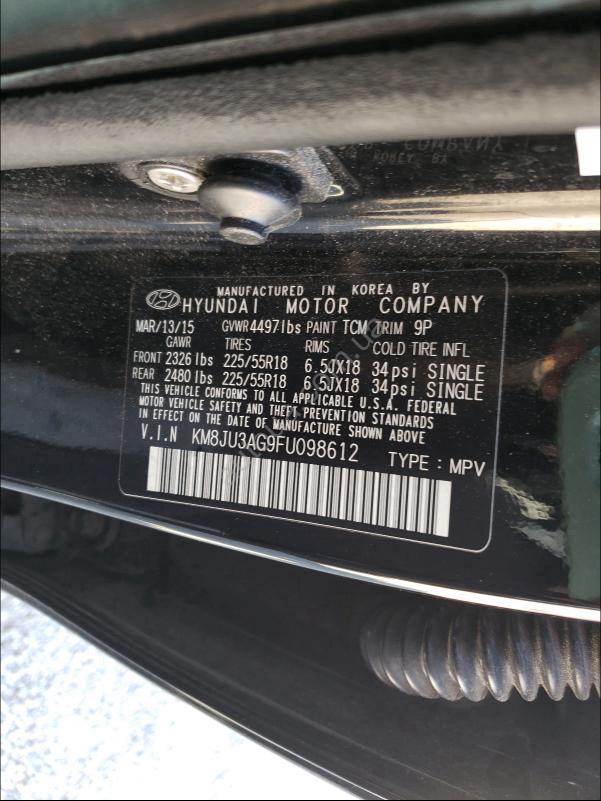 COMPANY
KOREY BX
MANUFACTURED IN KOREA BY
HYUNDAI MOTOR COMPANY
MAR/13/15 GVWR 4497lbs PAINT TCM TRIM 9P
GAWR TIRES RIMS COLD TIRE INFL
FRONT 2326 lbs 225/55R18 6.5JX18 34psi SINGLE
REAR 2480 lbs 225/55R18 6.5JX18 34psi SINGLE
THIS VEHICLE CONFORMS TO ALL APPLICABLE U.S.A. FEDERAL
MOTOR VEHICLE SAFETY AND THEFT PREVENTION STANDARDS
IN EFFECT ON THE DATE OF MANUFACTURE SHOWN ABOVE.
V.I.N KM8JU3AG9FU098612 TYPE : MPV